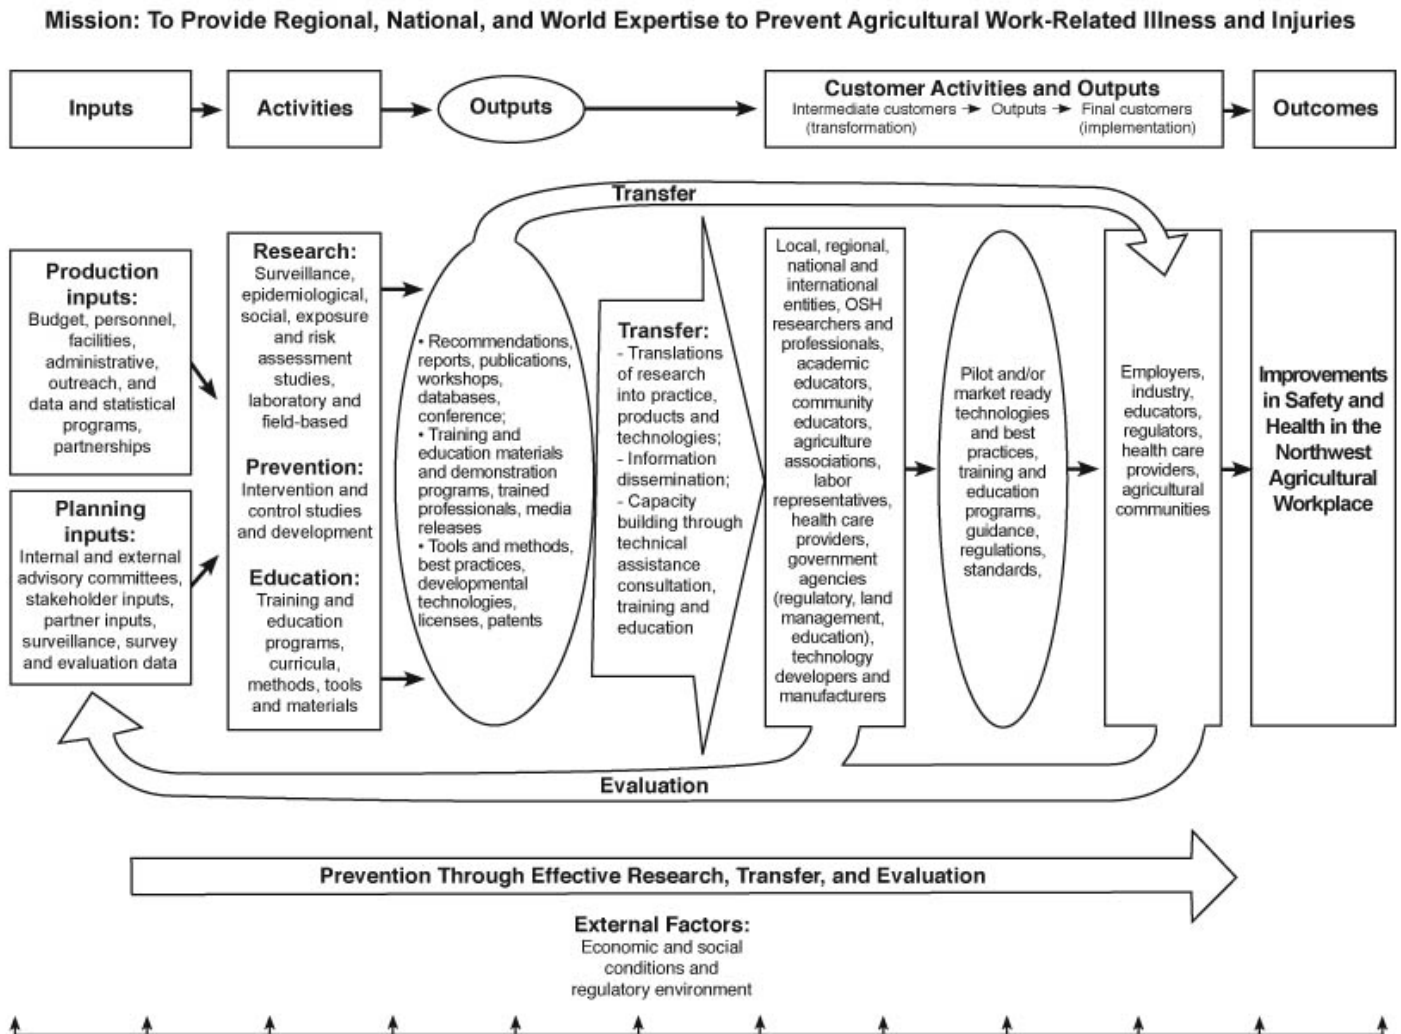 Mission: To Provide Regional, National, and World Expertise to Prevent Agricultural Work-Related Illness and Injuries
Inputs
Activities
Outputs
Customer Activities and Outputs
Intermediate customers
(transformation)
Outputs
Final customers
(implementation)
Outcomes
Transfer
Production
inputs:
Budget, personnel,
facilities,
administrative,
outreach, and
data and statistical
programs,
partnerships
Planning
inputs:
Internal and external
advisory committees,
stakeholder inputs,
partner inputs,
surveillance, survey
and evaluation data
Research:
Surveillance,
epidemiological,
social, exposure
and risk
assessment
studies,
laboratory and
field-based
Prevention:
Intervention and
control studies
and development
Education:
Training and
education
programs,
curricula,
methods, tools
and materials
• Recommendations,
reports, publications,
workshops,
databases,
conference;
• Training and
education materials
and demonstration
programs, trained
professionals, media
releases
• Tools and methods,
best practices,
developmental
technologies,
licenses, patents
Transfer:
- Translations
of research
into practice,
products and
technologies;
- Information
dissemination;
- Capacity
building through
technical
assistance
consultation,
training and
education
Local, regional,
national and
international
entities, OSH
researchers and
professionals,
academic
educators,
community
educators,
agriculture
associations,
labor
representatives,
health care
providers,
government
agencies
(regulatory, land
management,
education),
technology
developers and
manufacturers
Pilot and/or
market ready
technologies
and best
practices,
training and
education
programs,
guidance,
regulations,
standards,
Employers,
industry,
educators,
regulators,
health care
providers,
agricultural
communities
Improvements
in Safety and
Health in the
Northwest
Agricultural
Workplace
Evaluation
Prevention Through Effective Research, Transfer, and Evaluation
External Factors:
Economic and social
conditions and
regulatory environment